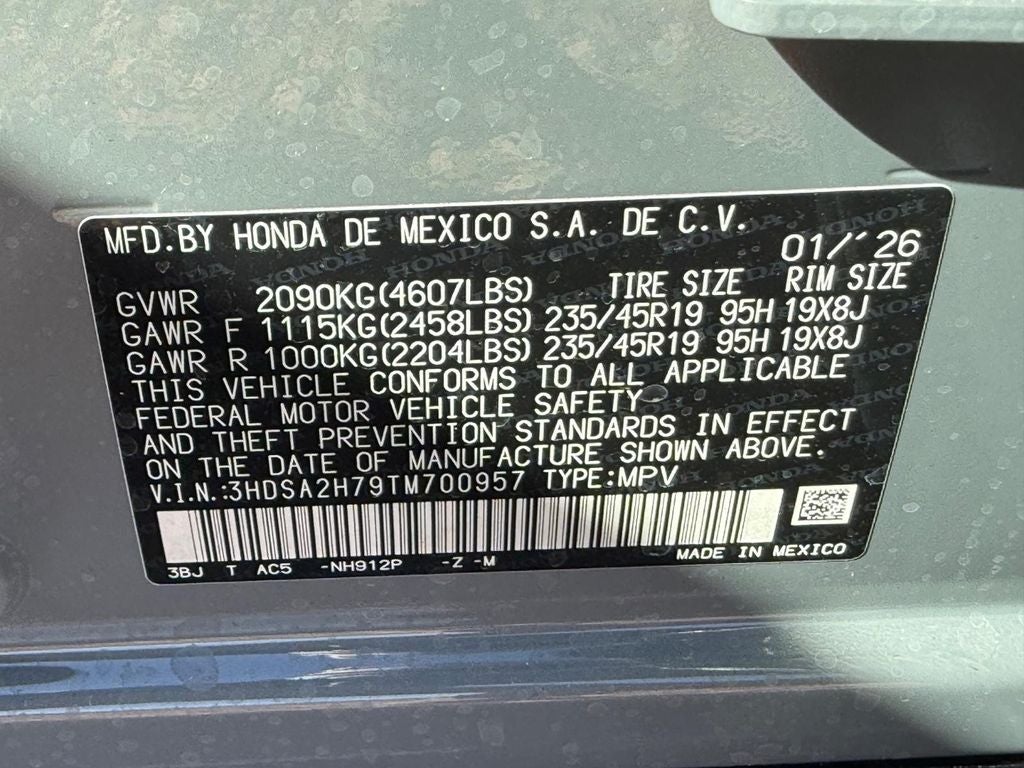 MFD.BY HONDA DE MEXICO S.A. DE C.V.
01/´26
GVWR 2090KG(4607LBS) TIRE SIZE RIM SIZE
GAWR F 1115KG(2458LBS) 235/45R19 95H 19X8J
GAWR R 1000KG(2204LBS) 235/45R19 95H 19X8J
THIS VEHICLE CONFORMS TO ALL APPLICABLE
FEDERAL MOTOR VEHICLE SAFETY
AND THEFT PREVENTION STANDARDS IN EFFECT
ON THE DATE OF MANUFACTURE SHOWN ABOVE.
V.I.N.:3HDSA2H79TM700957 TYPE:MPV
3BJ T AC5 -NH912P -Z -M MADE IN MEXICO